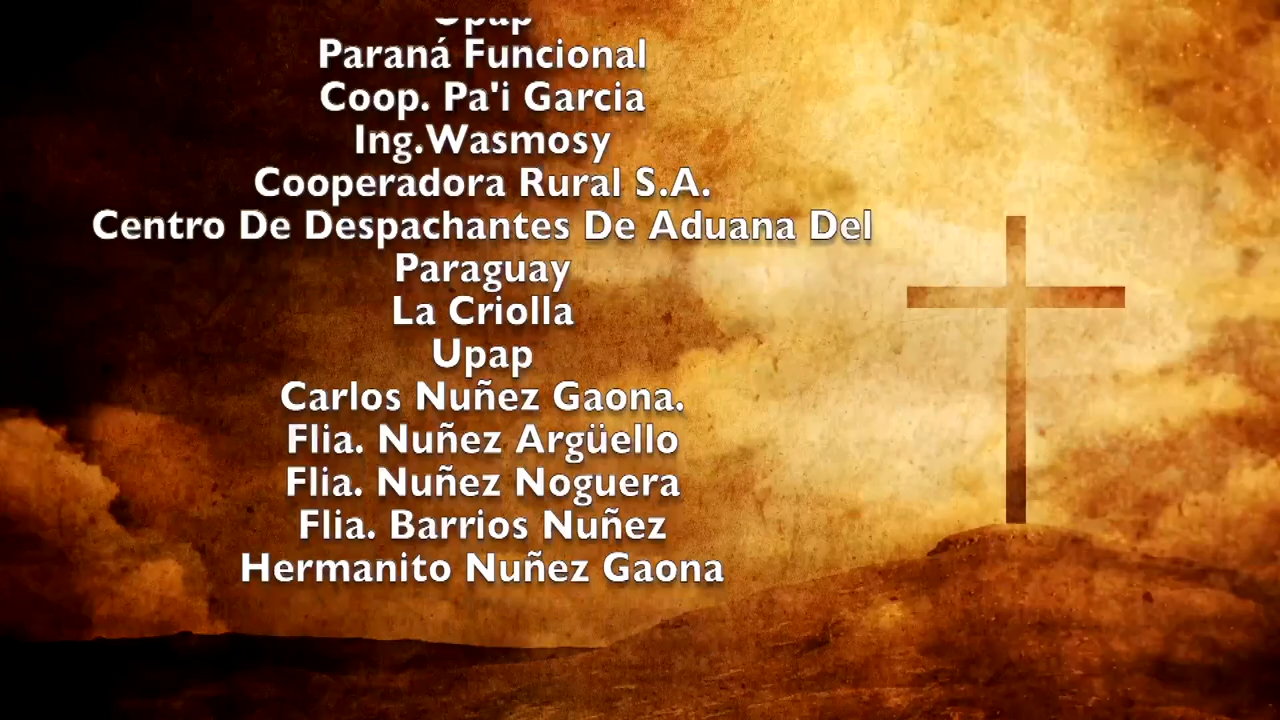 Paraná Funcional
Coop. Pa'i Garcia
Ing.Wasmosy
Cooperadora Rural S.A.
Centro De Despachantes De Aduana Del
Paraguay
La Criolla
Upap
Carlos Nuñez Gaona.
Flia. Nuñez Argüello
Flia. Nuñez Noguera
Flia. Barrios Nuñez
Hermanito Nuñez Gaona